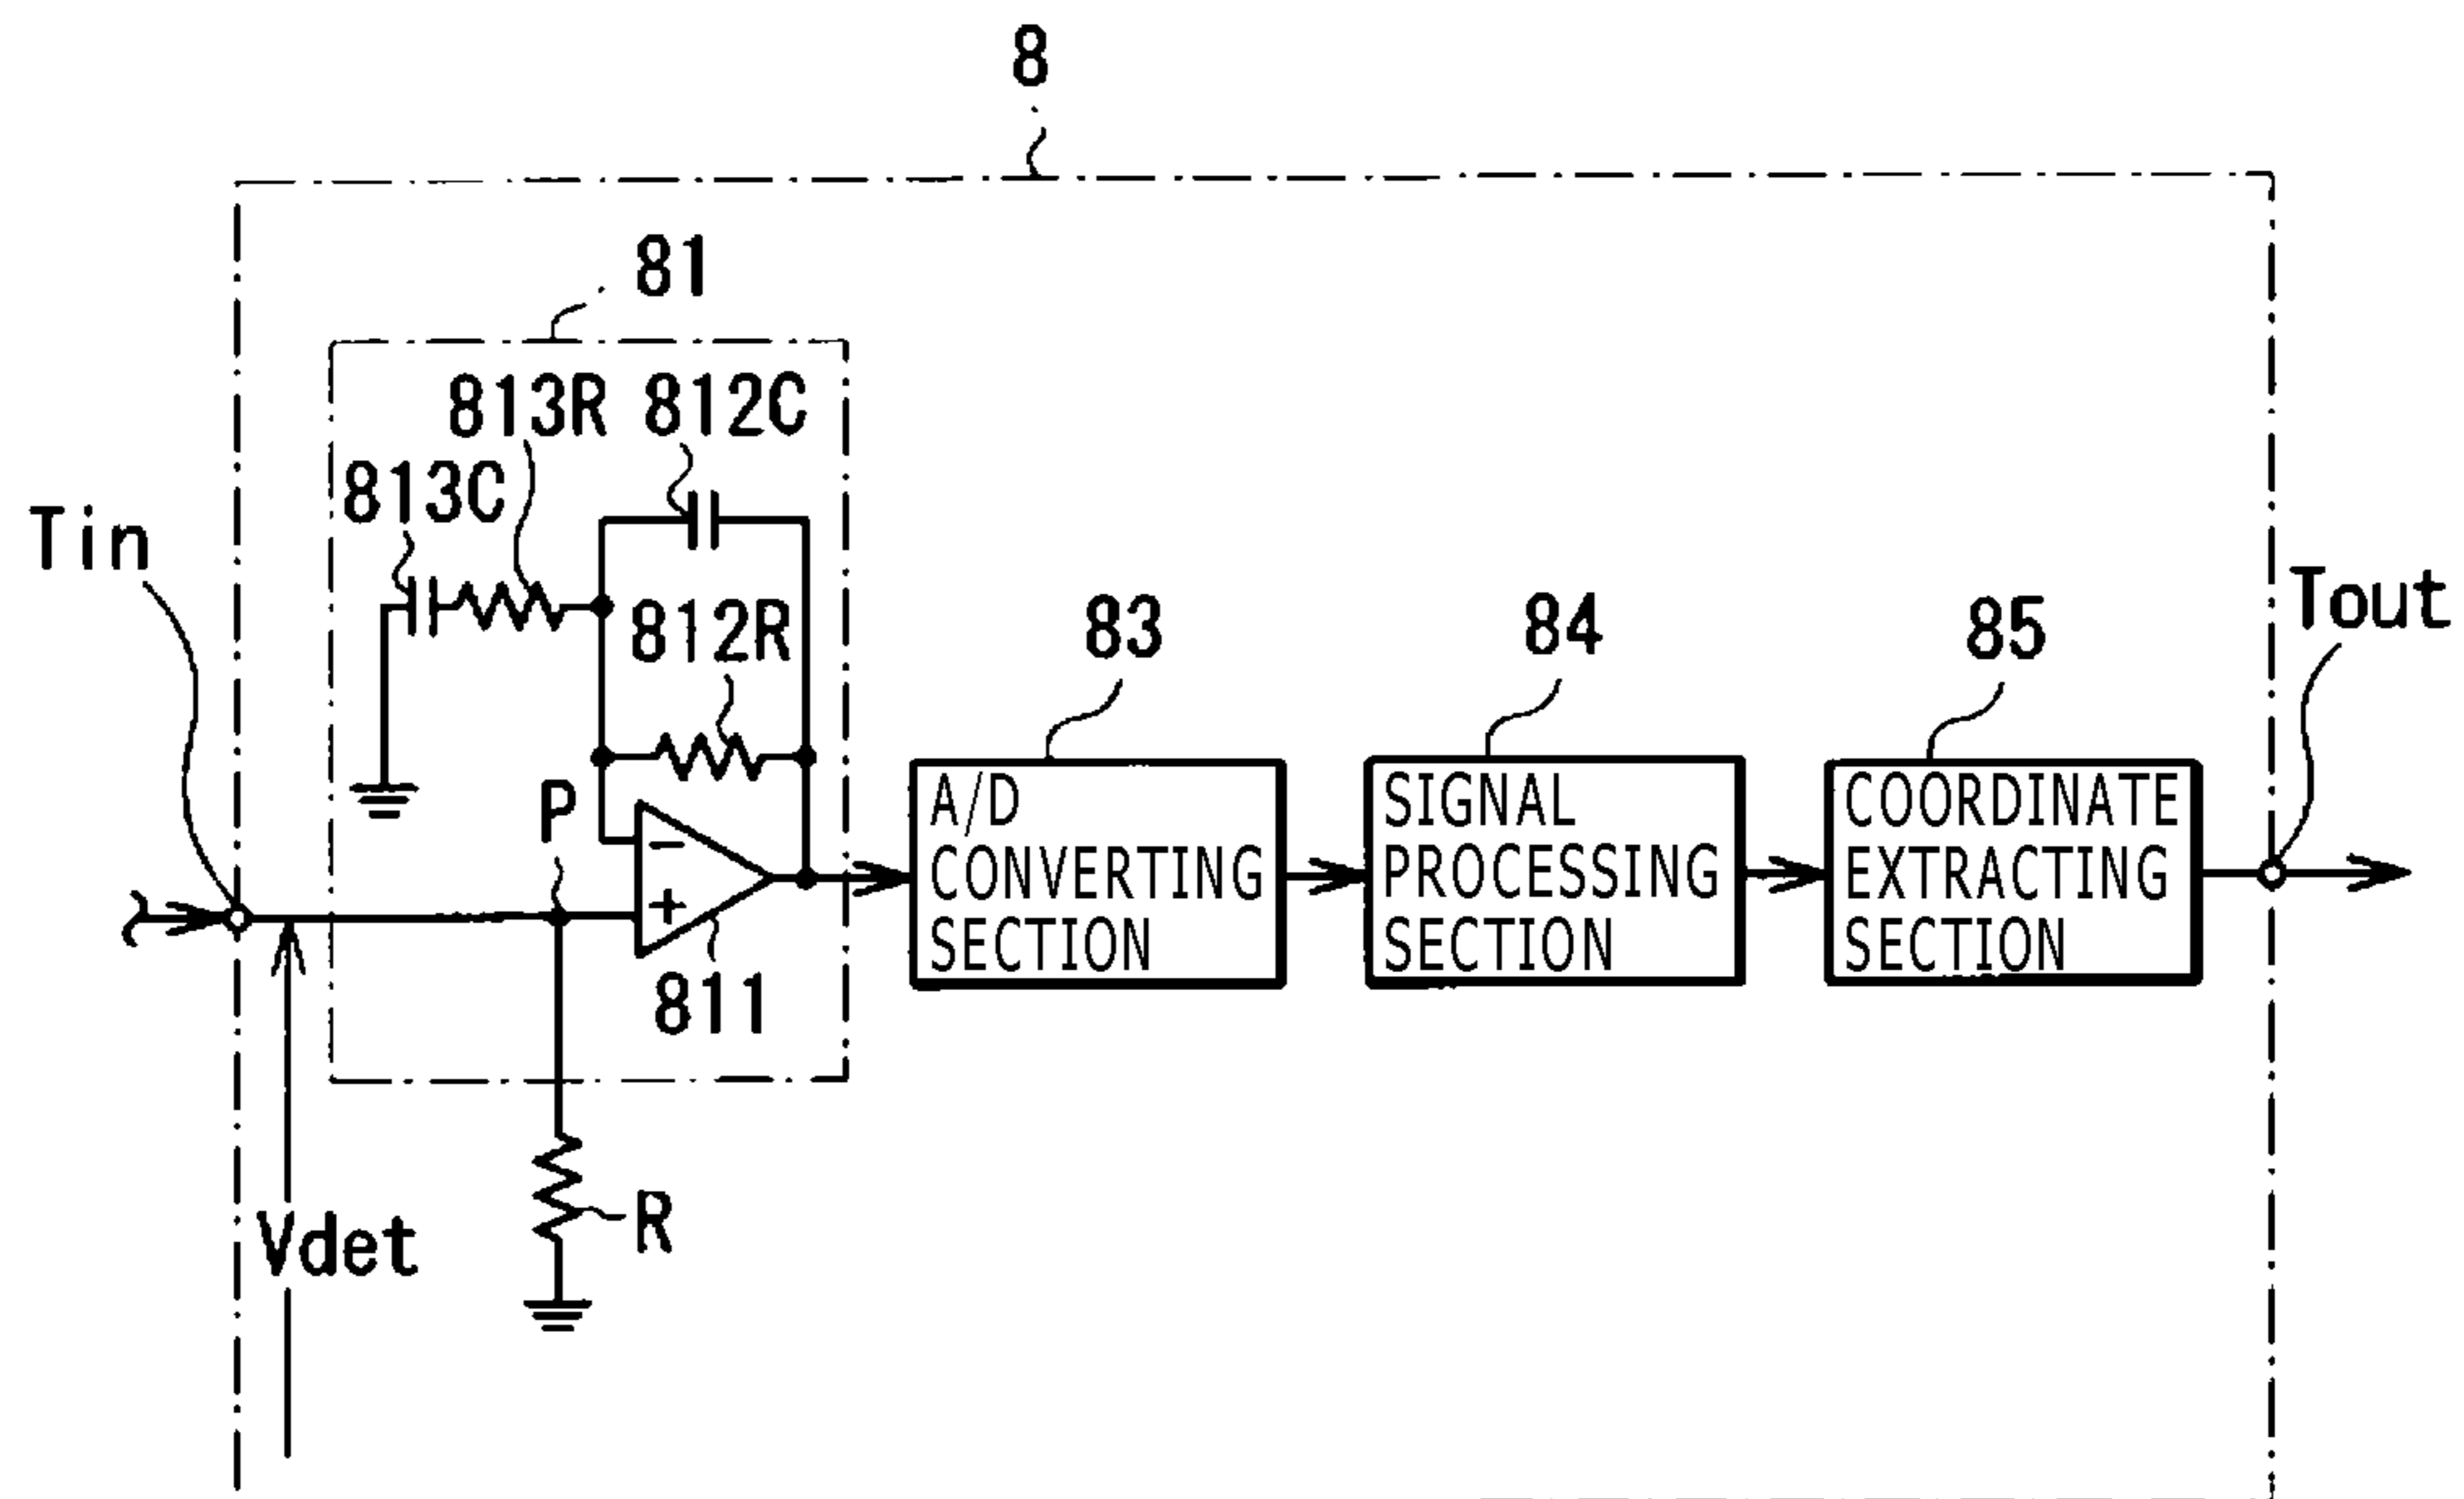 8
81
813R 812C
813C
Tin
812R
83
84
85
Tout
P
A/D
CONVERTING
SECTION
SIGNAL
PROCESSING
SECTION
COORDINATE
EXTRACTING
SECTION
−
+
811
Vdet
R